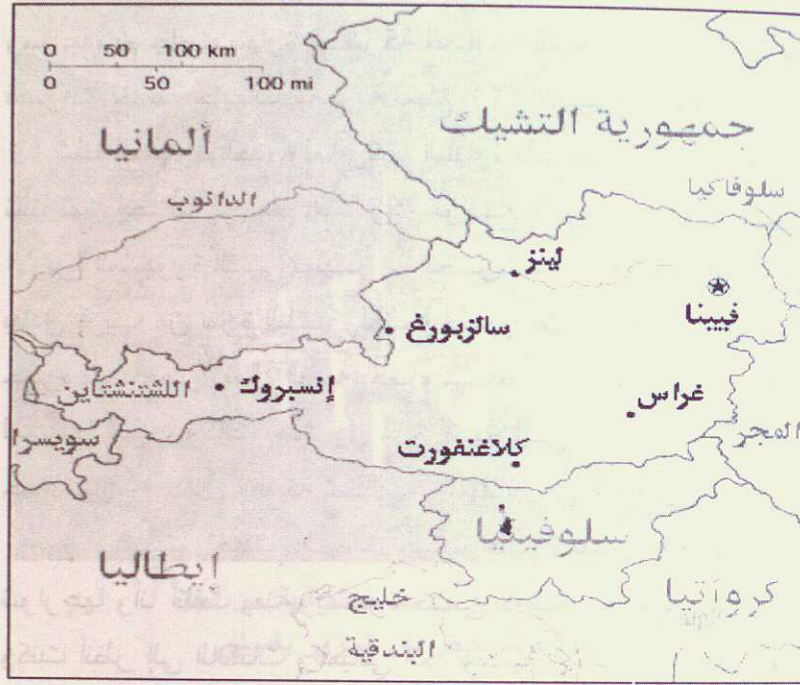 0 50 100 km
0 50 100 mi
ألمانيا
جمهورية التشيك
سلوفاكيا
الدانوب
لينز
فيينا
سالزبورغ
إنسبروك
اللشتنشتاين
غراس
سويسرا
كلاغنفورت
المجر
سلوفينيا
إيطاليا
كرواتيا
خليج
البندقية